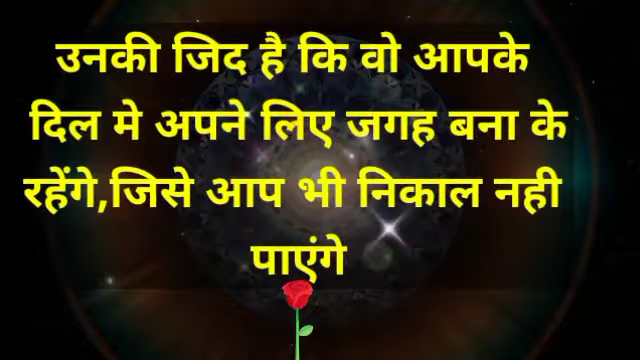 उनकी जिद है कि वो आपके
दिल मे अपने लिए जगह बना के
रहेंगे,जिसे आप भी निकाल नही
पाएंगे